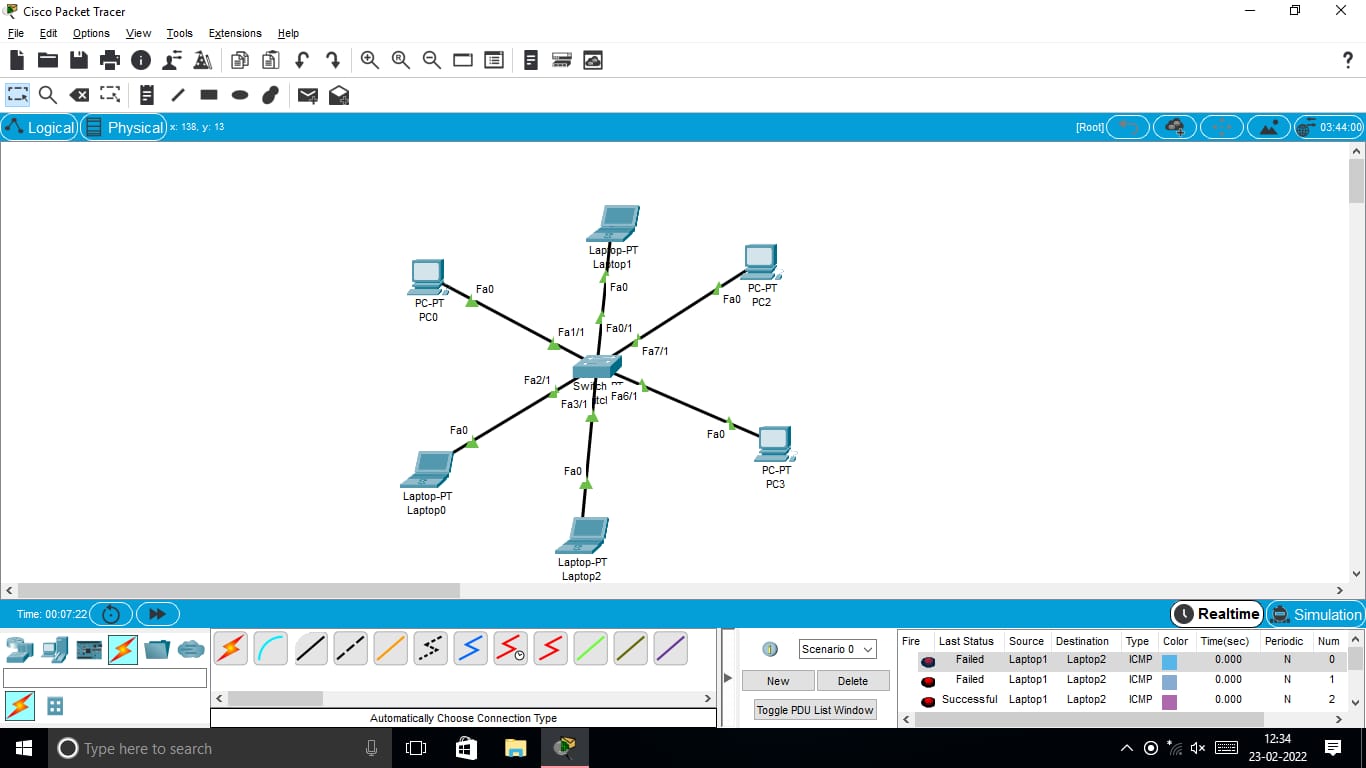 Cisco Packet Tracer
File Edit Options View Tools Extensions Help
Logical Physical x: 138, y: 13 [Root] 03:44:00
Laptop-PT
Laptop1
Fa0
PC-PT
PC0
Fa0
PC-PT
PC2
Fa0
Fa1/1
Fa0/1
Fa7/1
Fa2/1
Switch PT
Fa3/1
Fa6/1
Fa0
Laptop-PT
Laptop0
Fa0
PC-PT
PC3
Fa0
Laptop-PT
Laptop2
Time: 00:07:22 Realtime Simulation
Scenario 0
New Delete
Toggle PDU List Window
Automatically Choose Connection Type
Fire Last Status Source Destination Type Color Time(sec) Periodic Num
Failed Laptop1 Laptop2 ICMP 0.000 N 0
Failed Laptop1 Laptop2 ICMP 0.000 N 1
Successful Laptop1 Laptop2 ICMP 0.000 N 2
Type here to search
12:34
23-02-2022